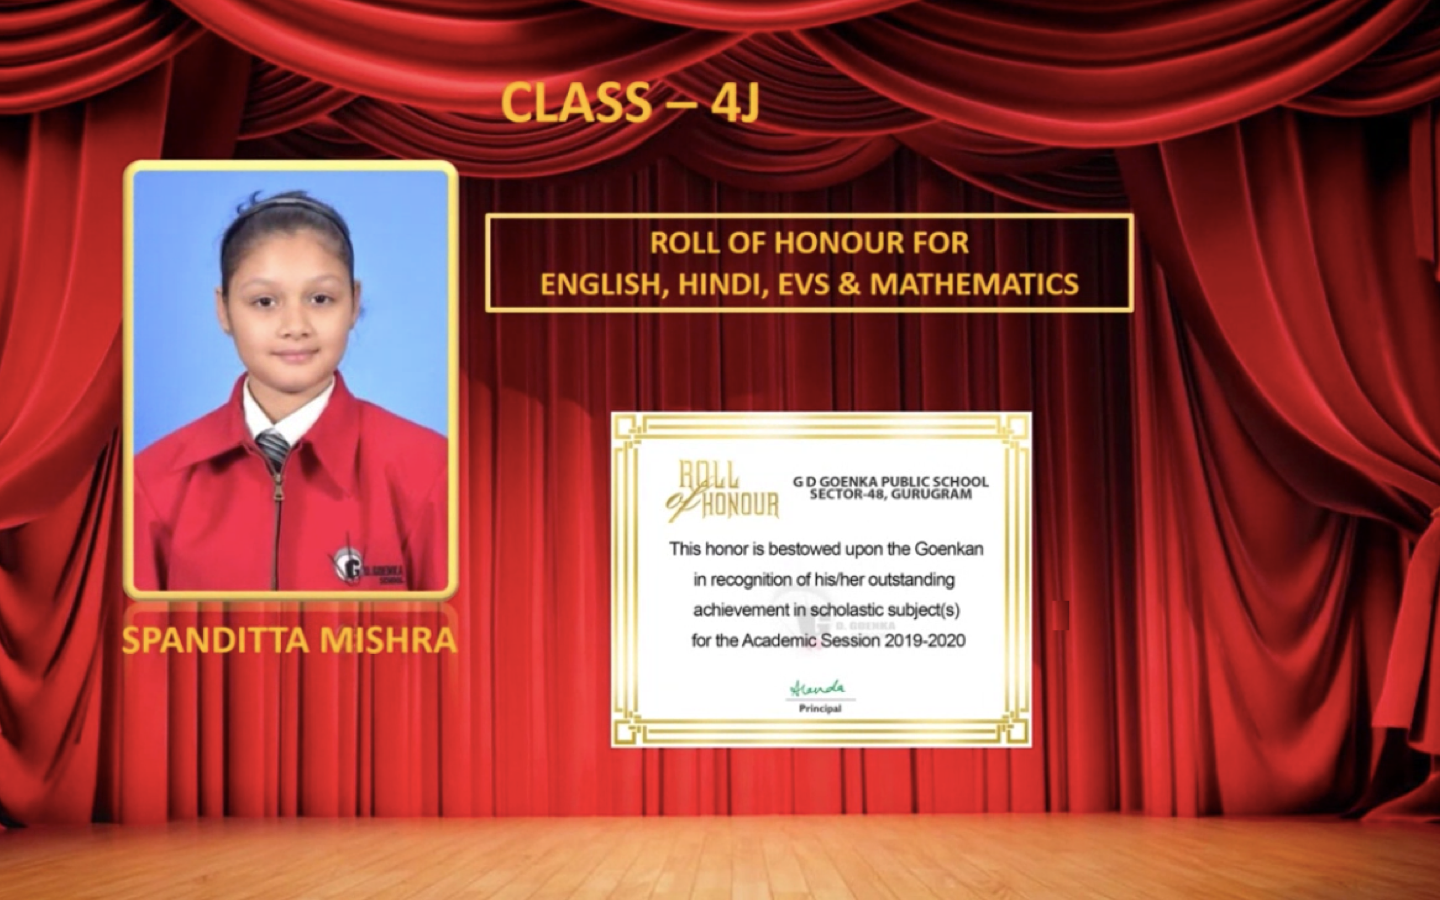 CLASS – 4J
ROLL OF HONOUR FOR
ENGLISH, HINDI, EVS & MATHEMATICS
G D. GOENKA
SCHOOL
SPANDITTA MISHRA
ROLL
of HONOUR
G D GOENKA PUBLIC SCHOOL
SECTOR-48, GURUGRAM
This honor is bestowed upon the Goenkan
in recognition of his/her outstanding
achievement in scholastic subject(s)
G D. GOENKA
for the Academic Session 2019-2020
Principal